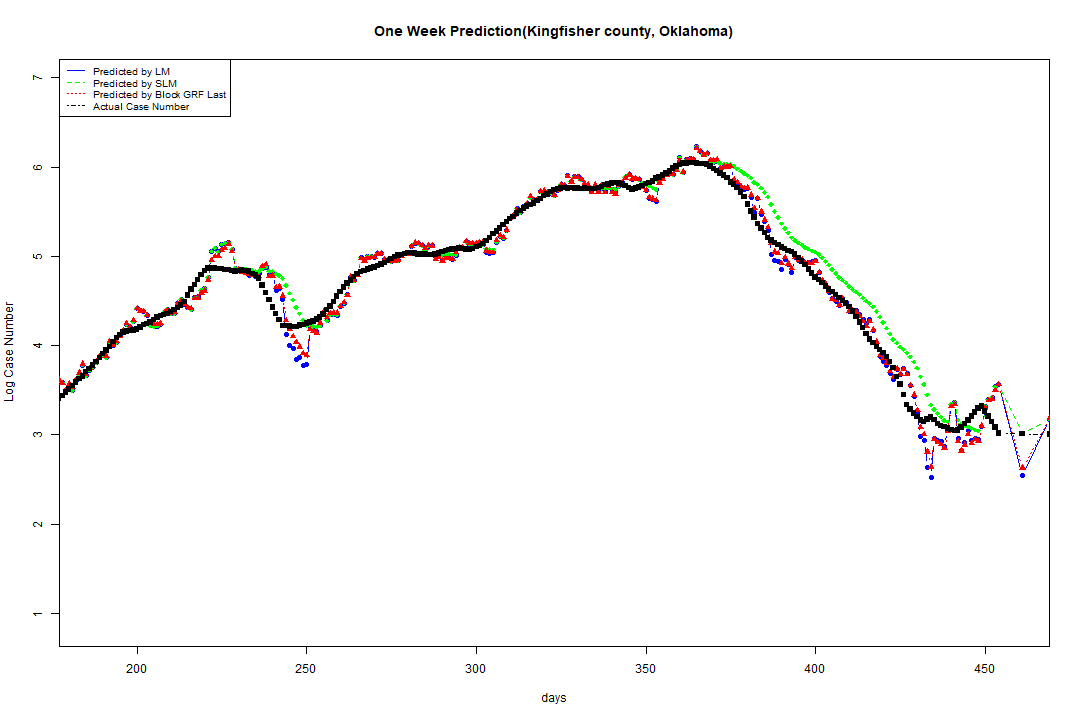 One Week Prediction(Kingfisher county, Oklahoma)
Predicted by LM
Predicted by SLM
Predicted by Block GRF Last
Actual Case Number
7
6
5
4
3
2
1
Log Case Number
200 250 300 350 400 450
days